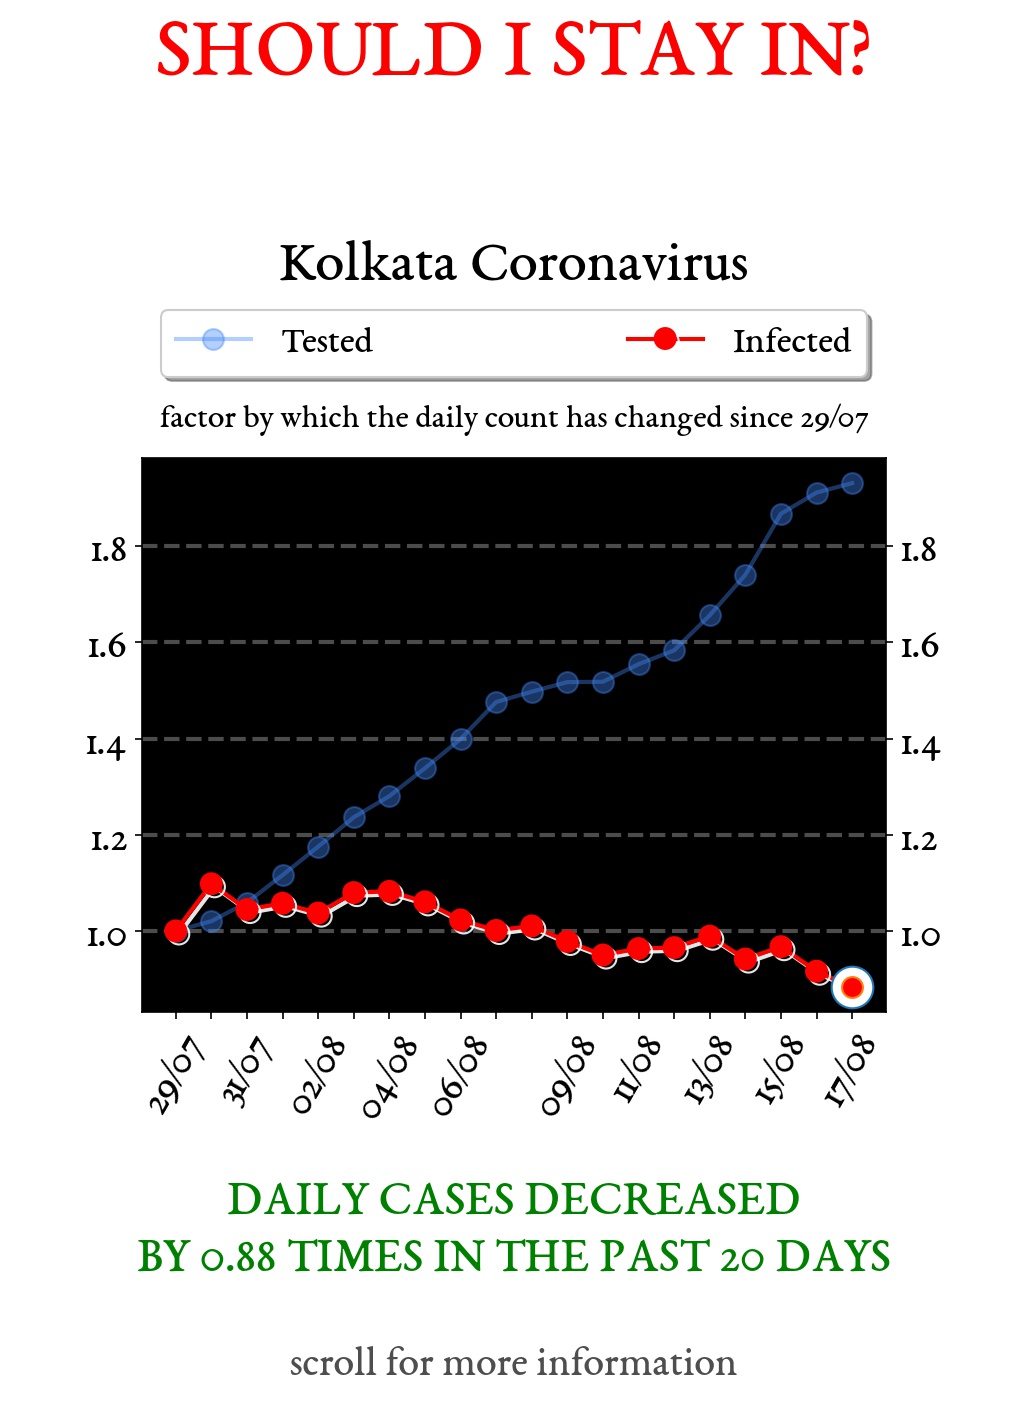 SHOULD I STAY IN?
Kolkata Coronavirus
Tested Infected
factor by which the daily count has changed since 29/07
1.8 1.8
1.6 1.6
1.4 1.4
1.2 1.2
1.0 1.0
29/07 31/07 02/08 04/08 06/08 09/08 11/08 13/08 15/08 17/08
DAILY CASES DECREASED
BY 0.88 TIMES IN THE PAST 20 DAYS
scroll for more information